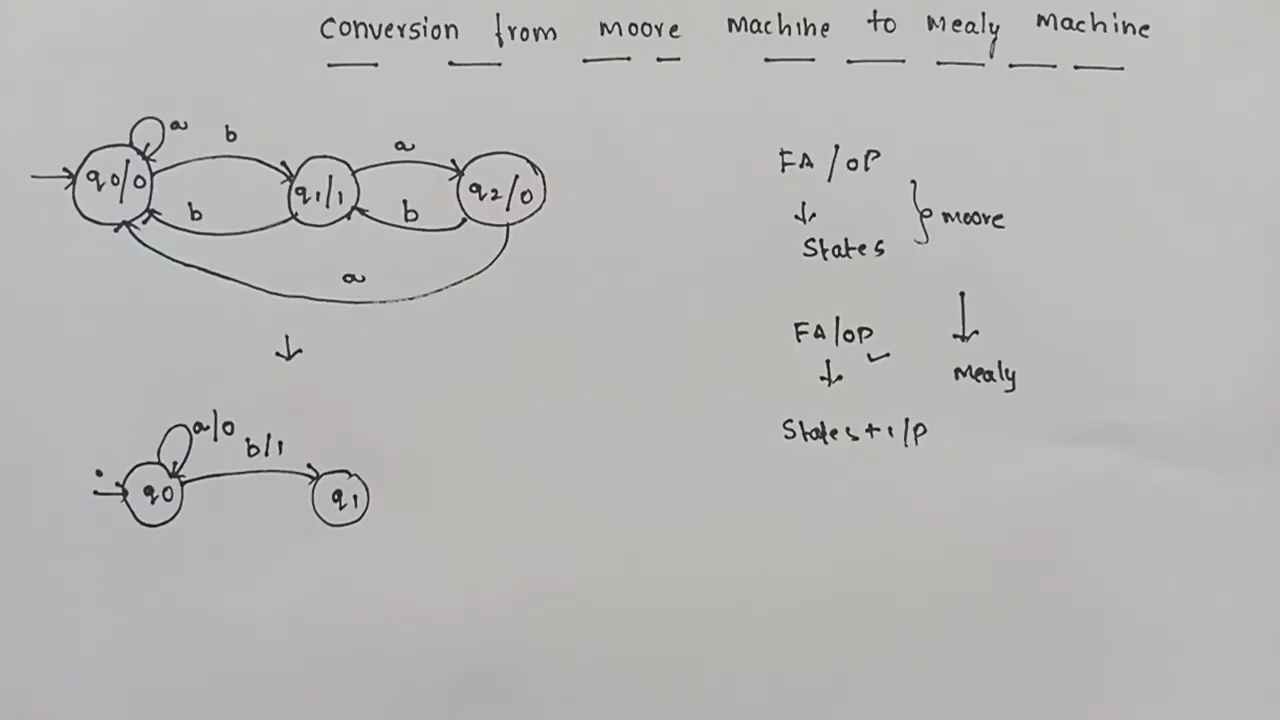 conversion from moore machine to mealy machine
a
b
a
q0/0
q1/1
q2/0
b
b
a
FA / OP
States
moore
FA/OP
mealy
States + i/p
a/0
b/1
q0
q1